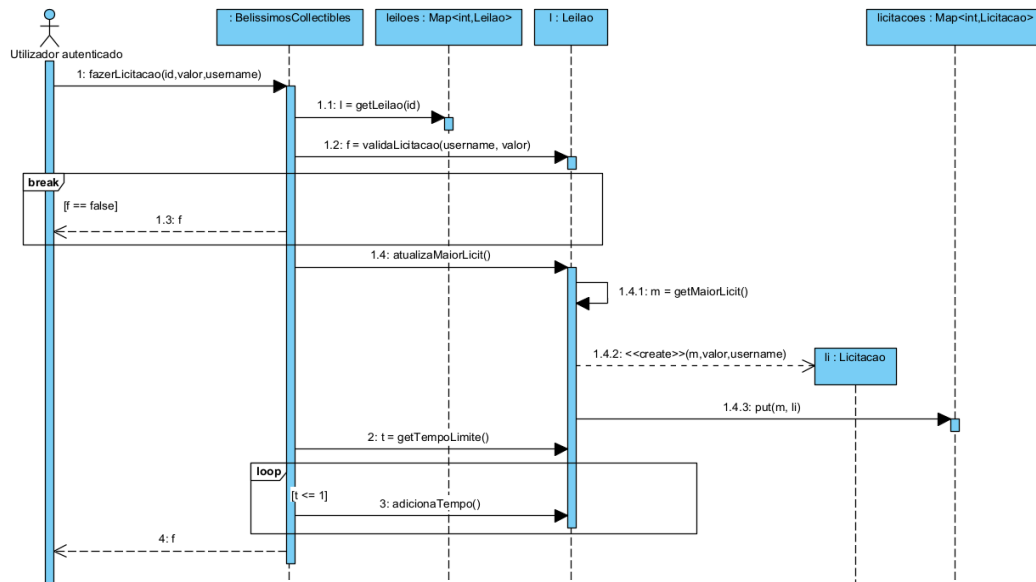 : BelissimosCollectibles
leiloes : Map<int,Leilao>
l : Leilao
licitacoes : Map<int,Licitacao>
Utilizador autenticado
1: fazerLicitacao(id,valor,username)
1.1: l = getLeilao(id)
1.2: f = validaLicitacao(username, valor)
break
[f == false]
1.3: f
1.4: atualizaMaiorLicit()
1.4.1: m = getMaiorLicit()
1.4.2: <<create>>(m,valor,username)
li : Licitacao
1.4.3: put(m, li)
2: t = getTempoLimite()
loop
[t <= 1]
3: adicionaTempo()
4: f